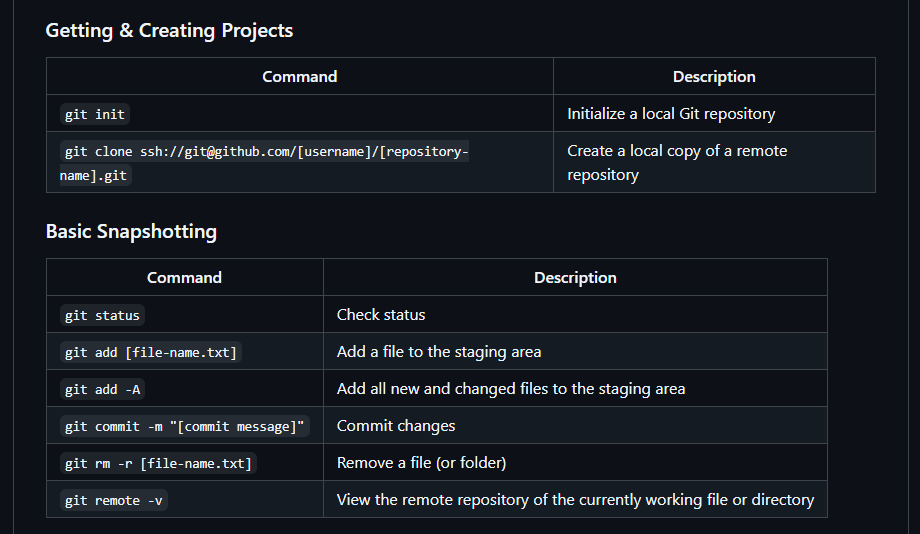 Getting & Creating Projects
Command Description
git init Initialize a local Git repository
git clone ssh://git@github.com/[username]/[repository- Create a local copy of a remote
name].git repository
Basic Snapshotting
Command Description
git status Check status
git add [file-name.txt] Add a file to the staging area
git add -A Add all new and changed files to the staging area
git commit -m "[commit message]" Commit changes
git rm -r [file-name.txt] Remove a file (or folder)
git remote -v View the remote repository of the currently working file or directory